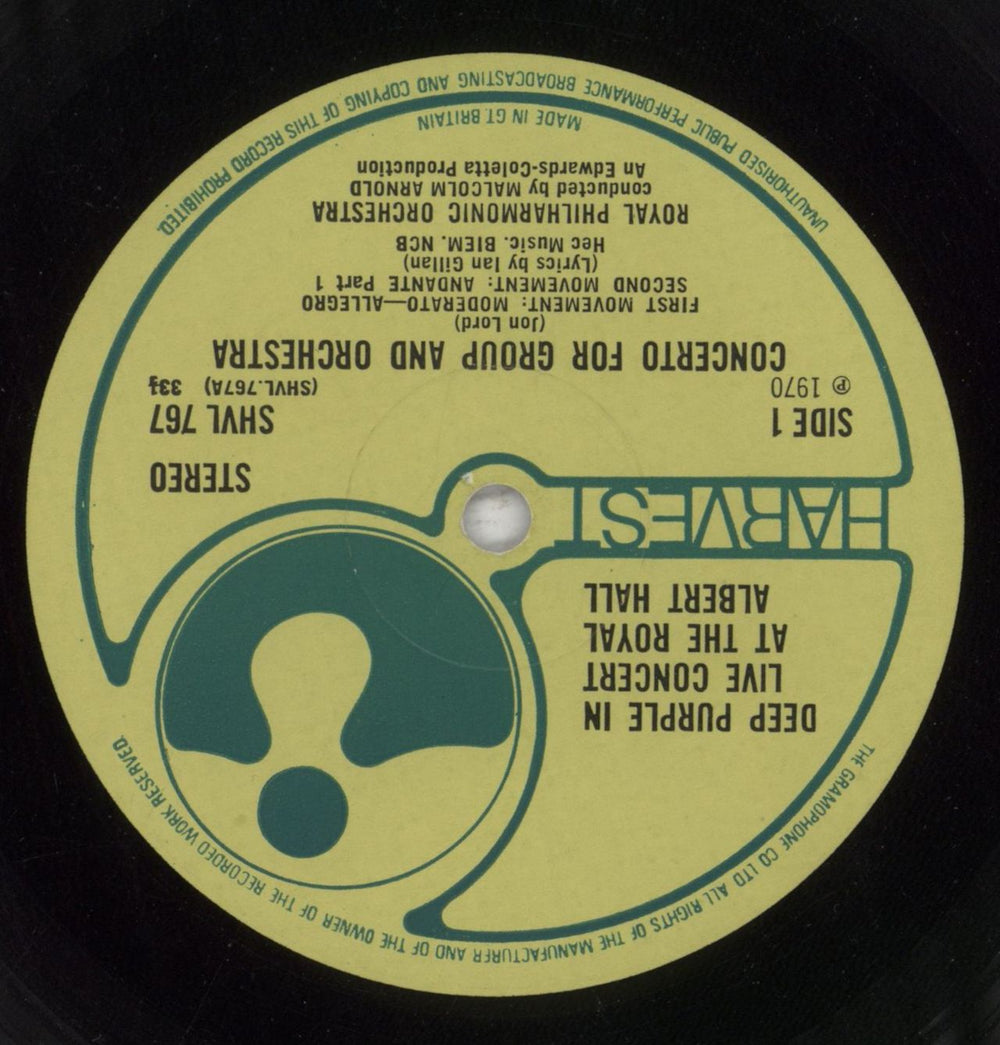 THE GRAMOPHONE CO LTD ALL RIGHTS OF THE MANUFACTURER AND OF THE OWNER OF THE RECORDED WORK RESERVED.
DEEP PURPLE IN
LIVE CONCERT
AT THE ROYAL
ALBERT HALL
HARVEST
STEREO
SIDE 1
SHVL 767
℗ 1970
(SHVL.767A) 33⅓
CONCERTO FOR GROUP AND ORCHESTRA
(Jon Lord)
FIRST MOVEMENT: MODERATO—ALLEGRO
SECOND MOVEMENT: ANDANTE Part 1
(Lyrics by Ian Gillan)
Hec Music. BIEM. NCB
ROYAL PHILHARMONIC ORCHESTRA
conducted by MALCOLM ARNOLD
An Edwards-Coletta Production
MADE IN GT. BRITAIN
UNAUTHORISED PUBLIC PERFORMANCE BROADCASTING AND COPYING OF THIS RECORD PROHIBITED.